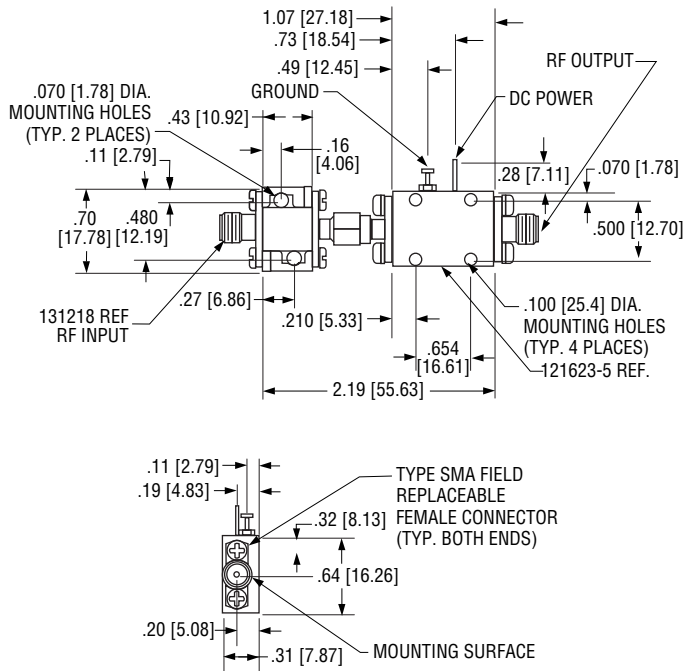 1.07 [27.18]
.73 [18.54]
.49 [12.45]
RF OUTPUT
GROUND
DC POWER
.070 [1.78] DIA.
MOUNTING HOLES
(TYP. 2 PLACES)
.43 [10.92]
.16
[4.06]
.11 [2.79]
.28 [7.11]
.070 [1.78]
.70
[17.78]
.480
[12.19]
.500 [12.70]
131218 REF
RF INPUT
.27 [6.86]
.210 [5.33]
.654
[16.61]
.100 [25.4] DIA.
MOUNTING HOLES
(TYP. 4 PLACES)
121623-5 REF.
2.19 [55.63]
.11 [2.79]
.19 [4.83]
TYPE SMA FIELD
REPLACEABLE
FEMALE CONNECTOR
(TYP. BOTH ENDS)
.32 [8.13]
.64 [16.26]
.20 [5.08]
.31 [7.87]
MOUNTING SURFACE